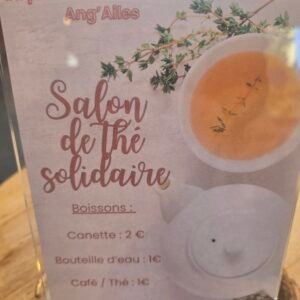 Ang'Ailes
Salon
de thé
solidaire
Boissons :
Canette : 2 €
Bouteille d'eau : 1€
Café / Thé : 1€